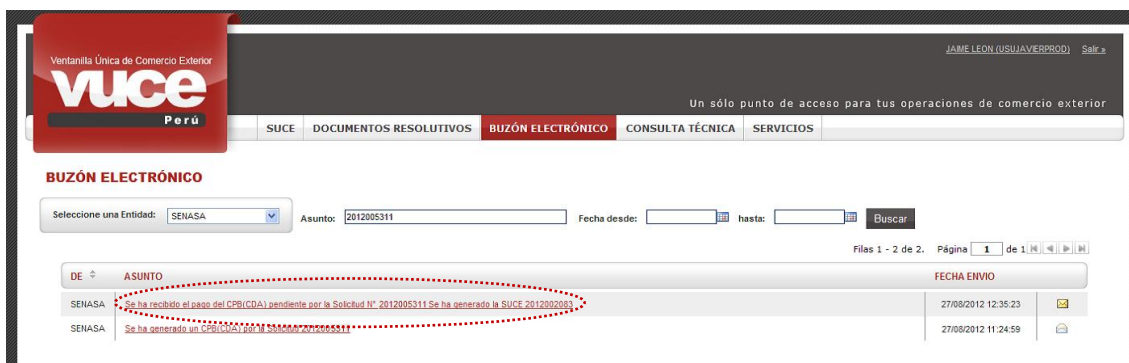 JAIME LEON (USUJAVIERPROD) Salir »
Ventanilla Única de Comercio Exterior
vuce
Perú
Un sólo punto de acceso para tus operaciones de comercio exterior
SUCE DOCUMENTOS RESOLUTIVOS BUZÓN ELECTRÓNICO CONSULTA TÉCNICA SERVICIOS
BUZÓN ELECTRÓNICO
Seleccione una Entidad: SENASA Asunto: 2012005311 Fecha desde: hasta: Buscar
Filas 1 - 2 de 2. Página 1 de 1
DE ASUNTO FECHA ENVIO
SENASA Se ha recibido el pago del CPB(CDA) pendiente por la Solicitud N° 2012005311 Se ha generado la SUCE 2012002083 27/08/2012 12:35:23
SENASA Se ha generado un CPB(CDA) por la Solicitud 2012005311 27/08/2012 11:24:59